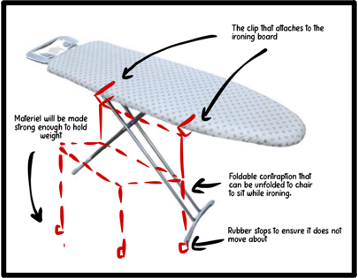 The clip that attaches to the
ironing board
Materiel will be made
strong enough to hold
weight
Foldable contraption that
can be unfolded to chair
to sit while ironing.
Rubber stops to ensure it does not
move about